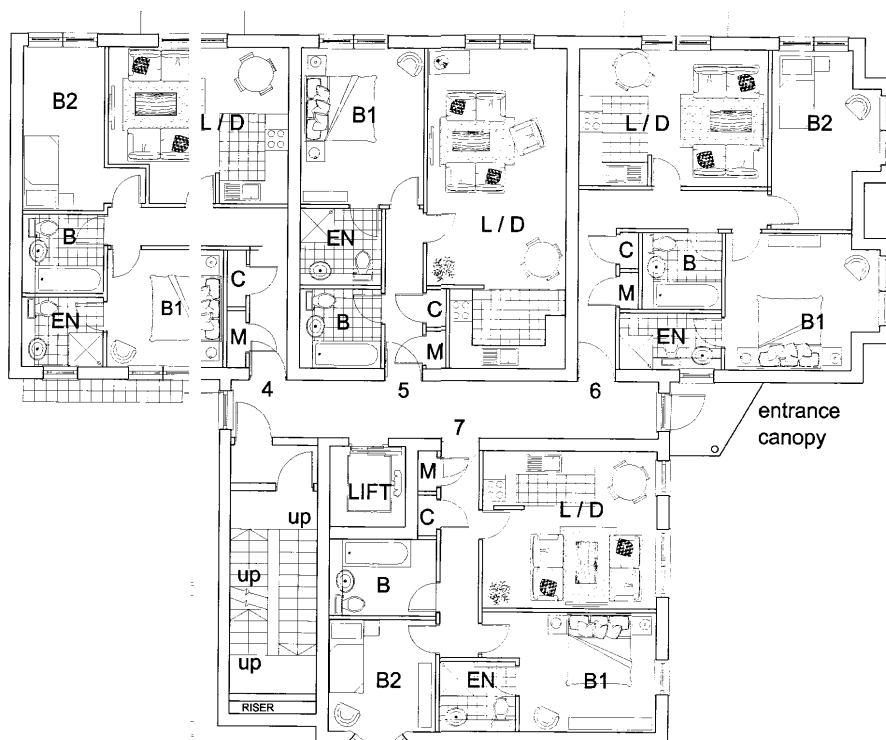 B2
L / D
B1
L / D
L / D
B2
B
EN
B1
C
M
EN
B
C
M
C
M
B
EN
B1
4
5
6
7
entrance
canopy
LIFT
M
C
L / D
up
up
up
B
B2
EN
B1
RISER